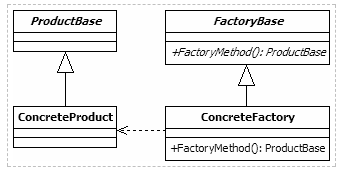 ProductBase
FactoryBase
+FactoryMethod(): ProductBase
ConcreteProduct
ConcreteFactory
+FactoryMethod(): ProductBase